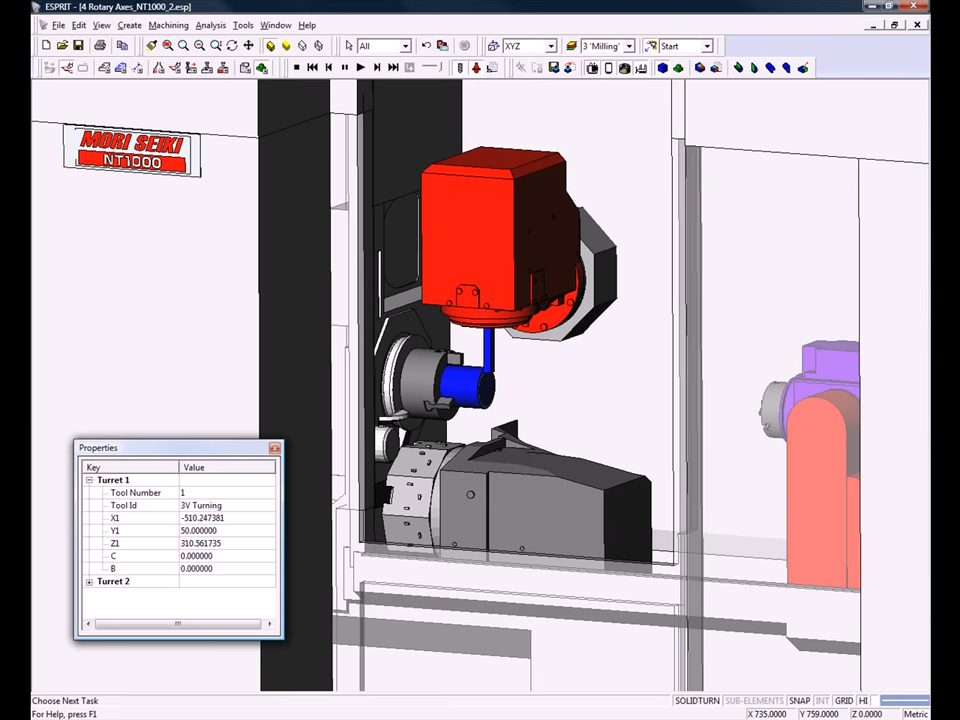 ESPRIT - [4 Rotary Axes_NT1000_2.esp]
File Edit View Create Machining Analysis Tools Window Help
All XYZ 3 'Milling' Start
MORI SEIKI
NT1000
Properties
Key Value
Turret 1
Tool Number 1
Tool Id 3V Turning
X1 -510.247381
Y1 50.000000
Z1 310.561735
C 0.000000
B 0.000000
Turret 2
Choose Next Task
SOLIDTURN SUB-ELEMENTS SNAP INT GRID HI
For Help, press F1
X 735.0000 Y 759.0000 Z 0.0000 Metric